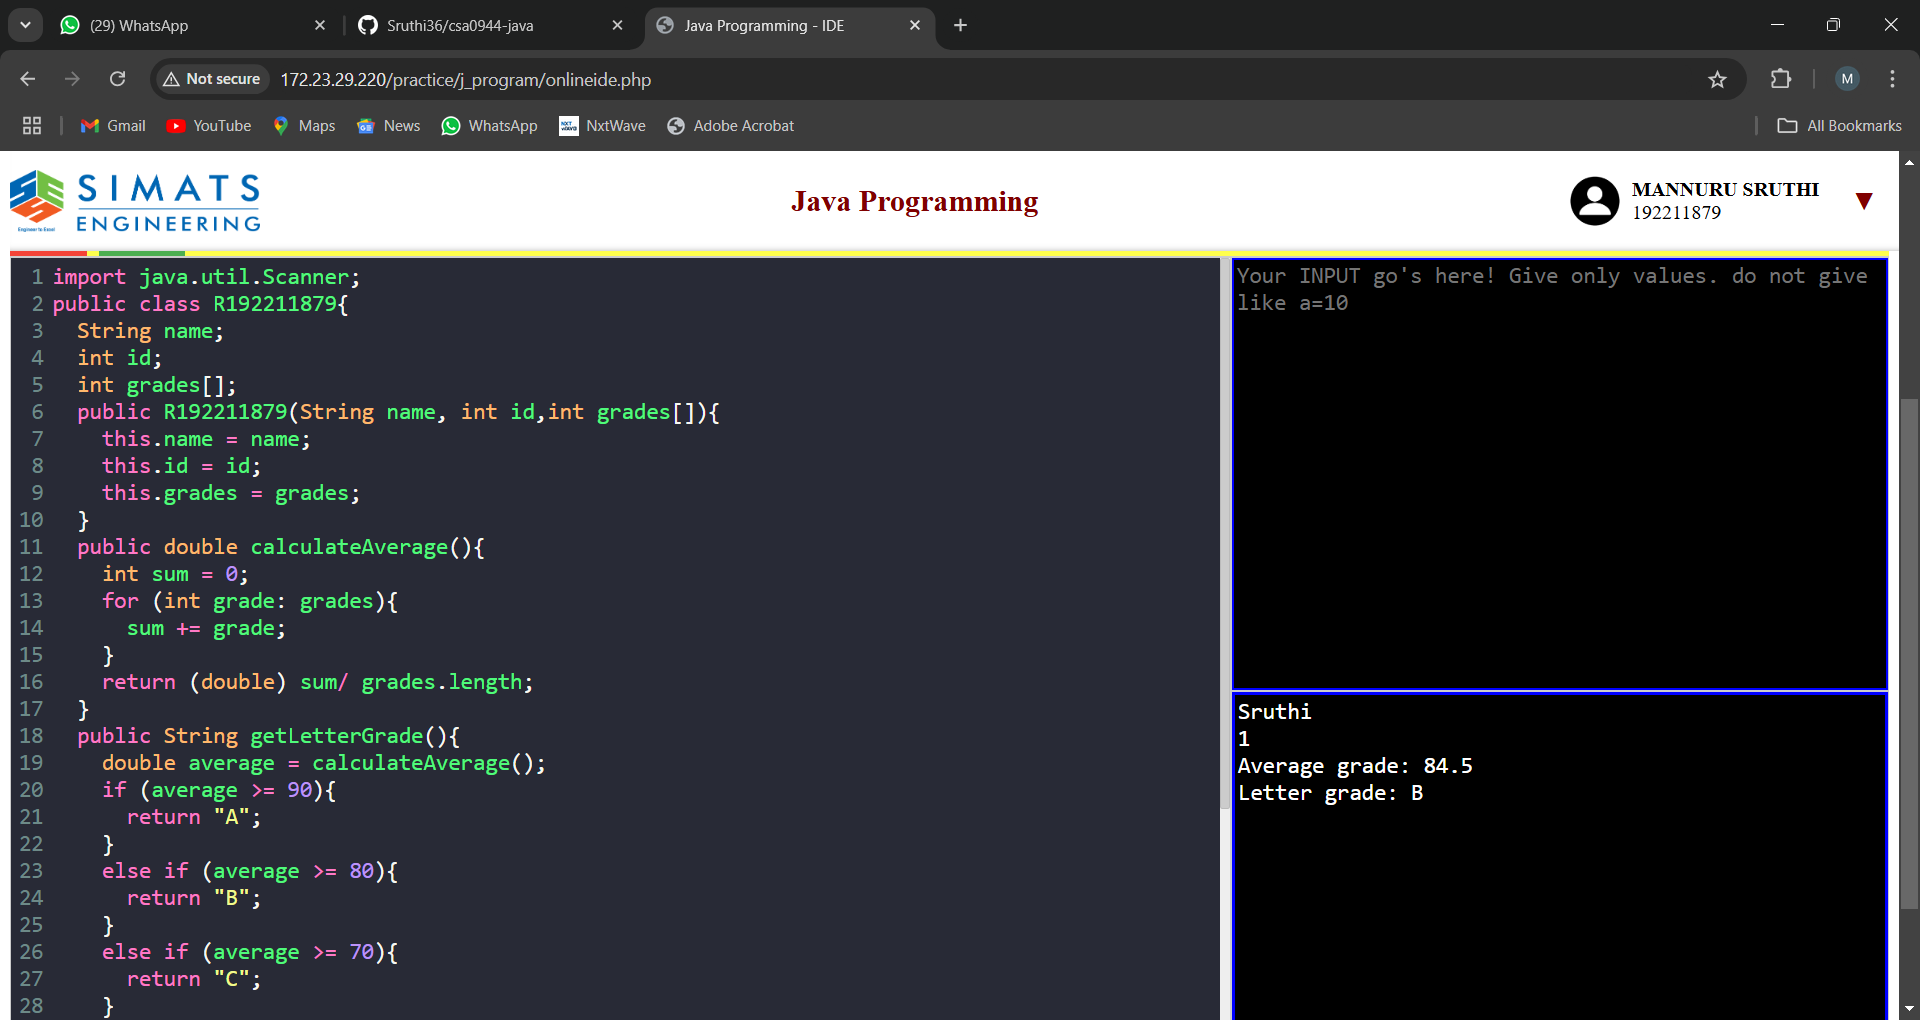 (29) WhatsApp
Sruthi36/csa0944-java
Java Programming - IDE
Not secure
172.23.29.220/practice/j_program/onlineide.php
M
Gmail
YouTube
Maps
News
WhatsApp
NxtWave
Adobe Acrobat
All Bookmarks
SIMATS
ENGINEERING
Engineer to Excel
Java Programming
MANNURU SRUTHI
192211879
1 import java.util.Scanner;
2 public class R192211879{
3   String name;
4   int id;
5   int grades[];
6   public R192211879(String name, int id,int grades[]){
7     this.name = name;
8     this.id = id;
9     this.grades = grades;
10   }
11   public double calculateAverage(){
12     int sum = 0;
13     for (int grade: grades){
14       sum += grade;
15     }
16     return (double) sum/ grades.length;
17   }
18   public String getLetterGrade(){
19     double average = calculateAverage();
20     if (average >= 90){
21       return "A";
22     }
23     else if (average >= 80){
24       return "B";
25     }
26     else if (average >= 70){
27       return "C";
28     }
Your INPUT go's here! Give only values. do not give
like a=10
Sruthi
1
Average grade: 84.5
Letter grade: B